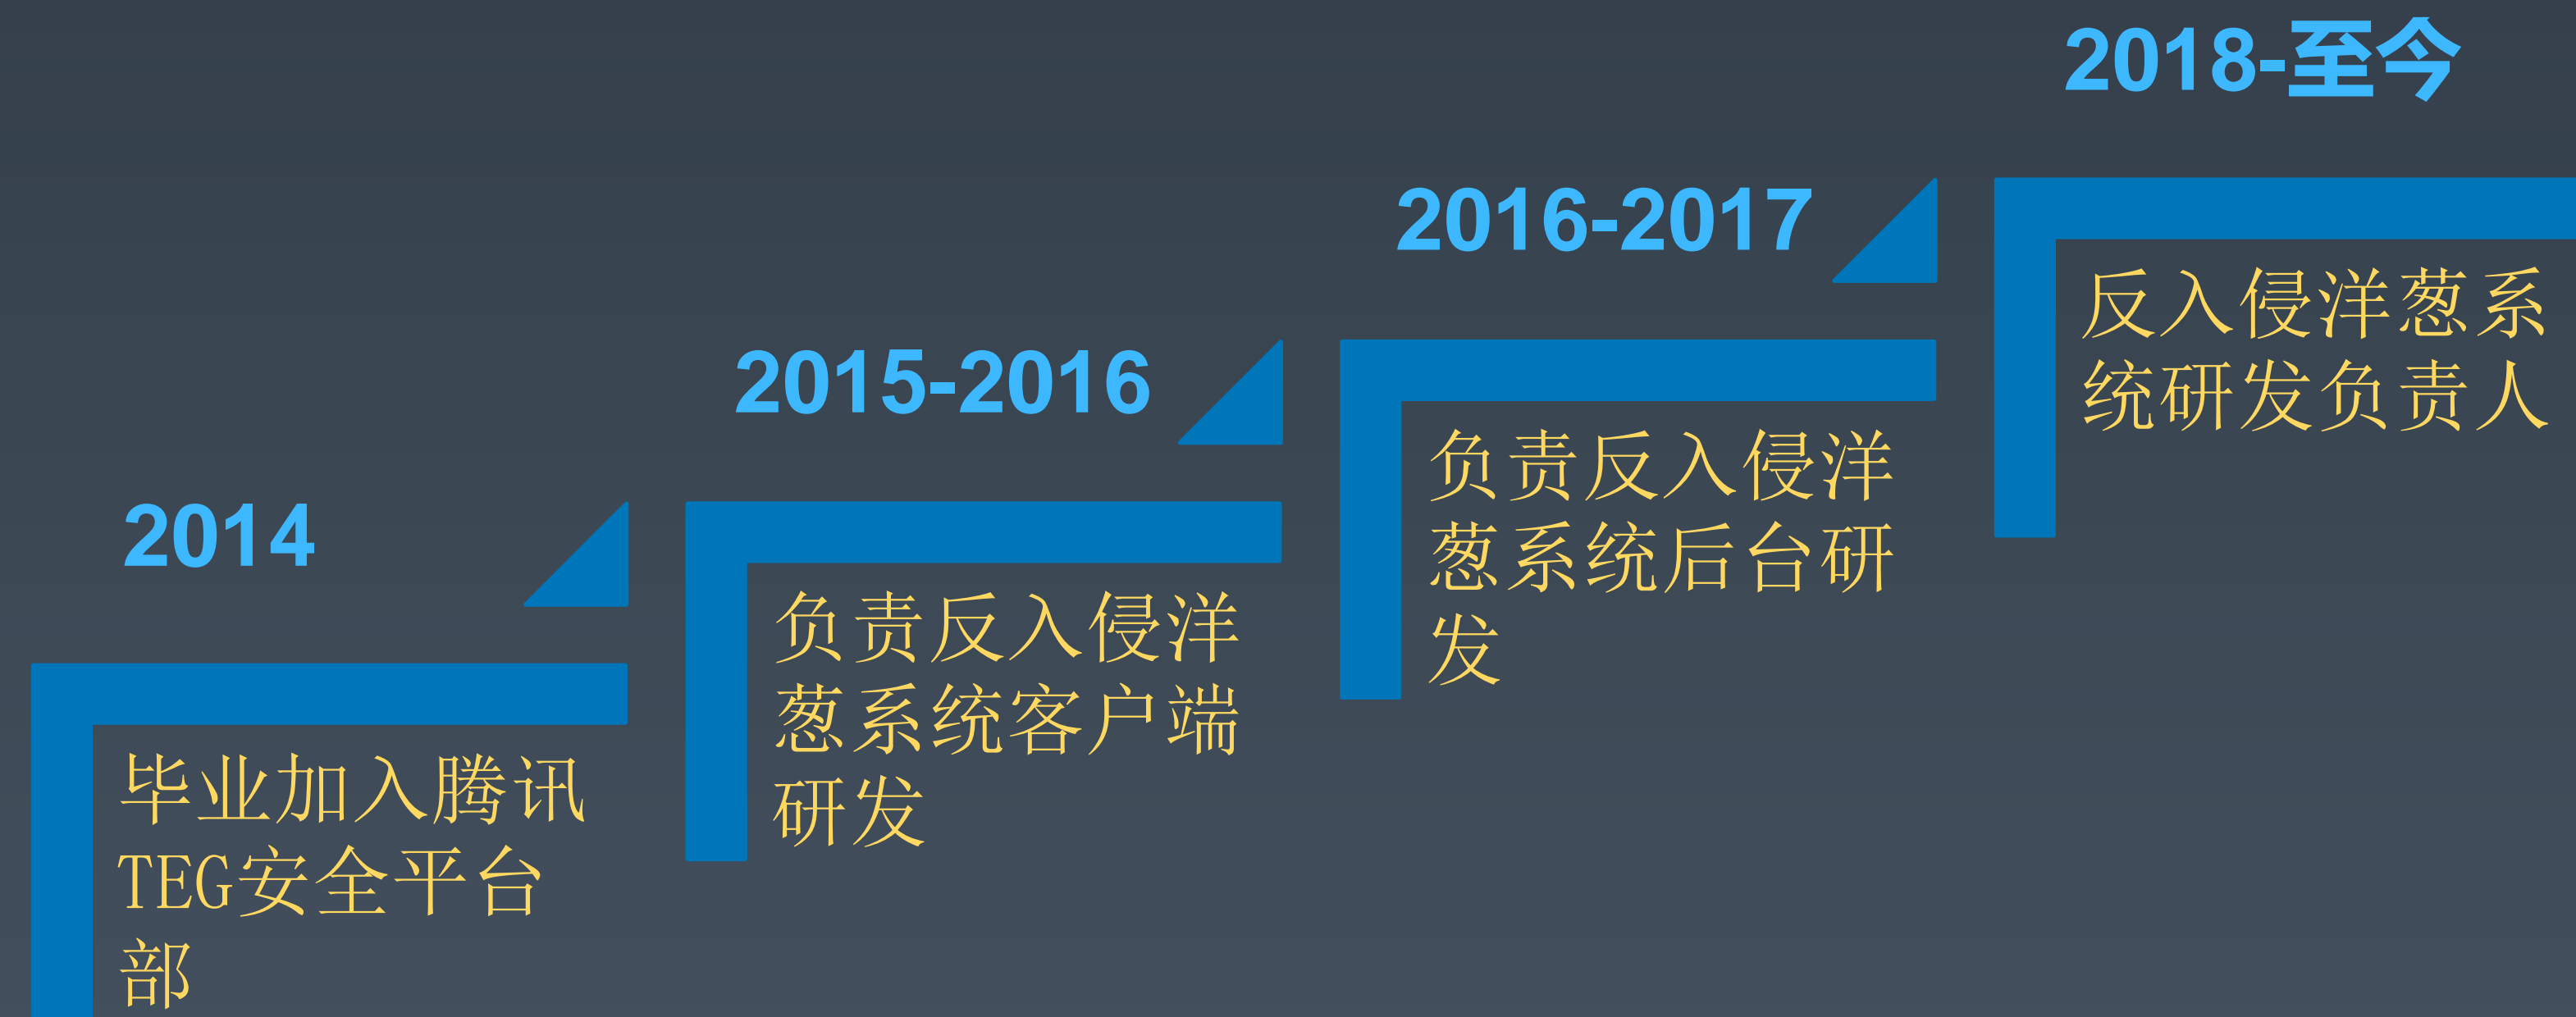 2014
毕业加入腾讯
TEG安全平台
部
2015-2016
负责反入侵洋
葱系统客户端
研发
2016-2017
负责反入侵洋
葱系统后台研
发
2018-至今
反入侵洋葱系
统研发负责人